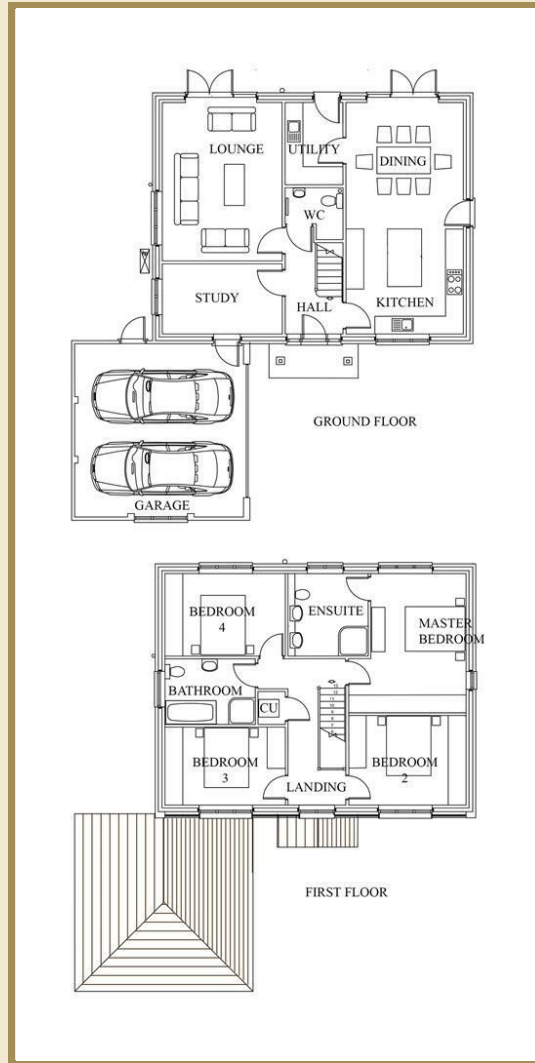 LOUNGE
UTILITY
DINING
WC
STUDY
HALL
KITCHEN
GROUND FLOOR
GARAGE
BEDROOM
4
ENSUITE
MASTER
BEDROOM
BATHROOM
CU
BEDROOM
3
BEDROOM
2
LANDING
FIRST FLOOR